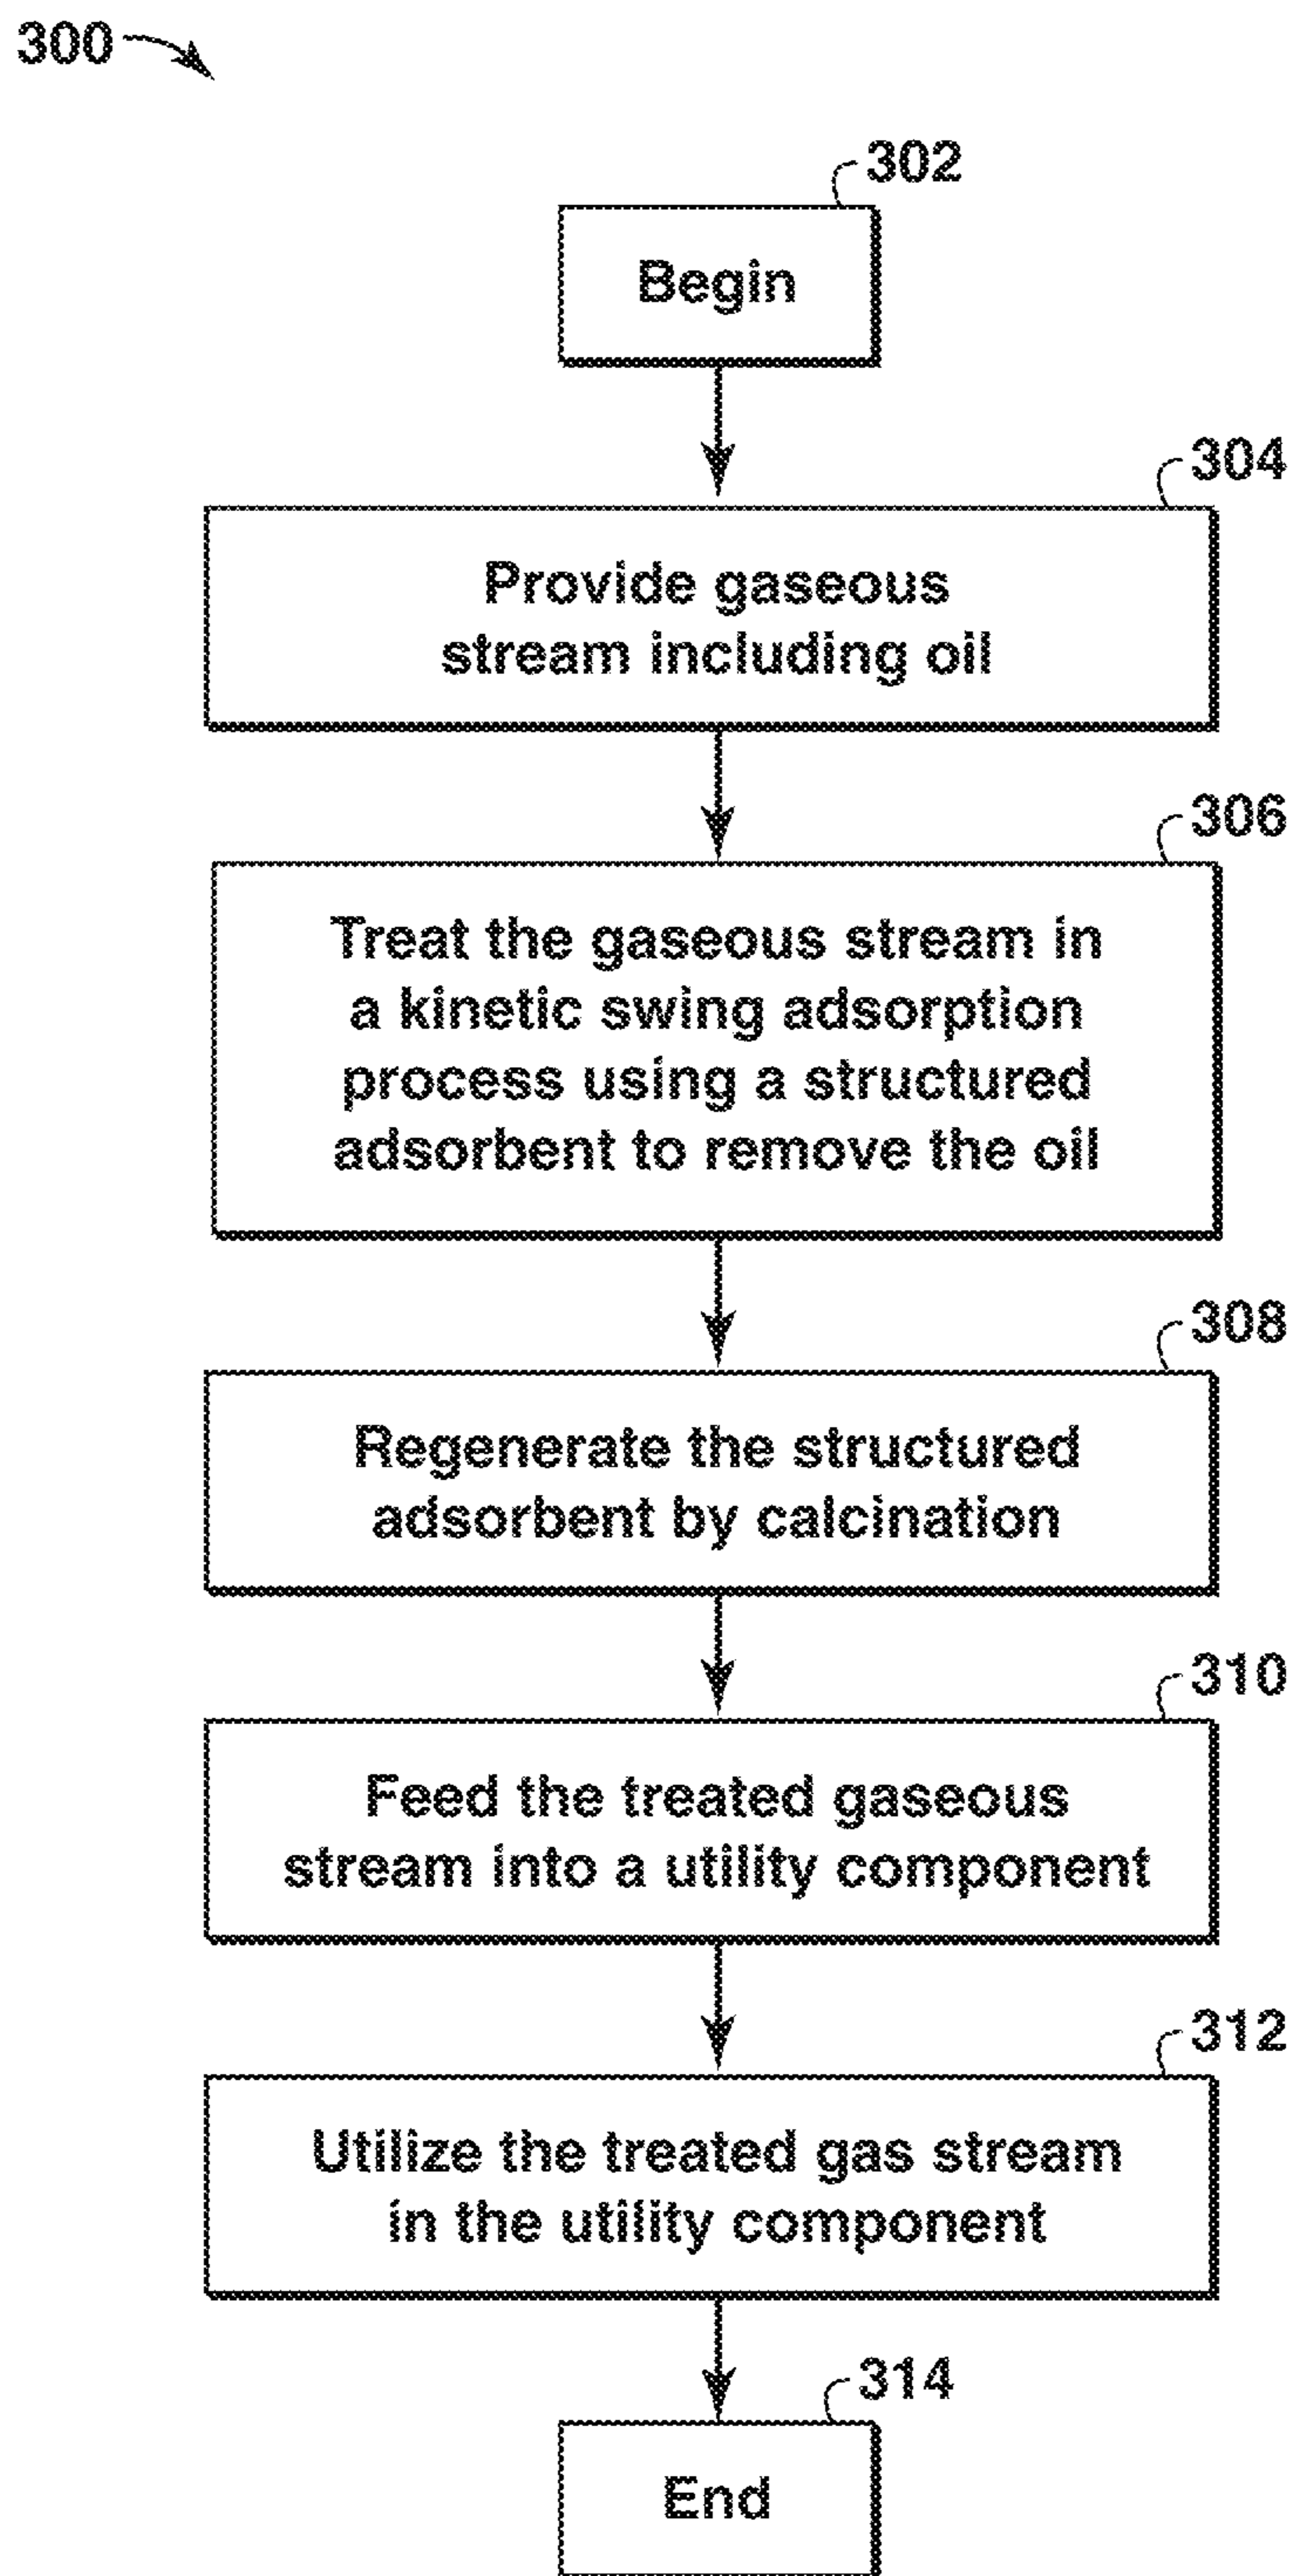 300
302
Begin
304
Provide gaseous
stream including oil
306
Treat the gaseous stream in
a kinetic swing adsorption
process using a structured
adsorbent to remove the oil
308
Regenerate the structured
adsorbent by calcination
310
Feed the treated gaseous
stream into a utility component
312
Utilize the treated gas stream
in the utility component
314
End